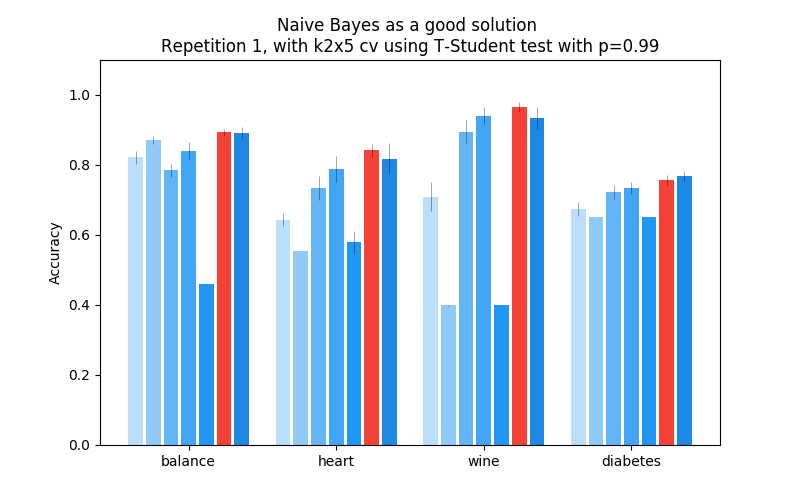 Naive Bayes as a good solution
Repetition 1, with k2x5 cv using T-Student test with p=0.99
Accuracy
1.0
0.8
0.6
0.4
0.2
0.0
balance heart wine diabetes